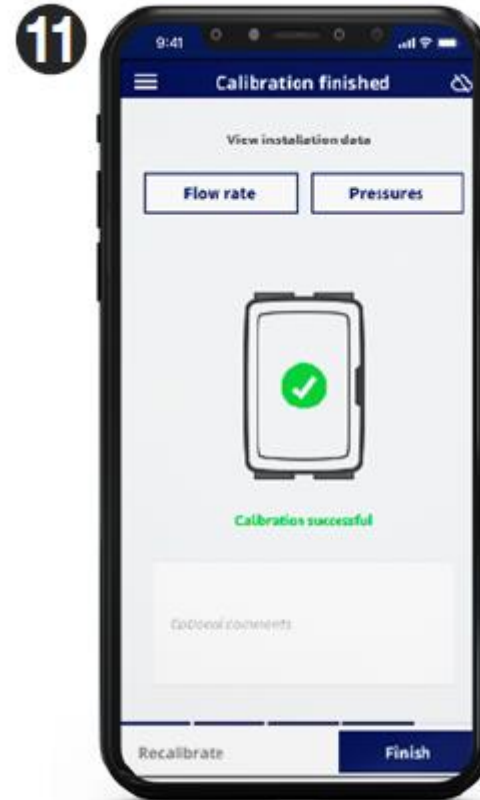 11
9:41
Calibration finished
View installation data
Flow rate
Pressures
Calibration successful
Optional comments
Recalibrate
Finish